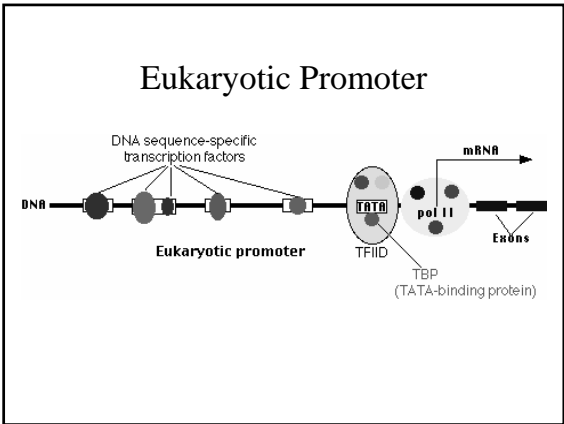 Eukaryotic Promoter
DNA sequence-specific
transcription factors
mRNA
DNA
TATA
pol II
Exons
Eukaryotic promoter
TFIID
TBP
(TATA-binding protein)